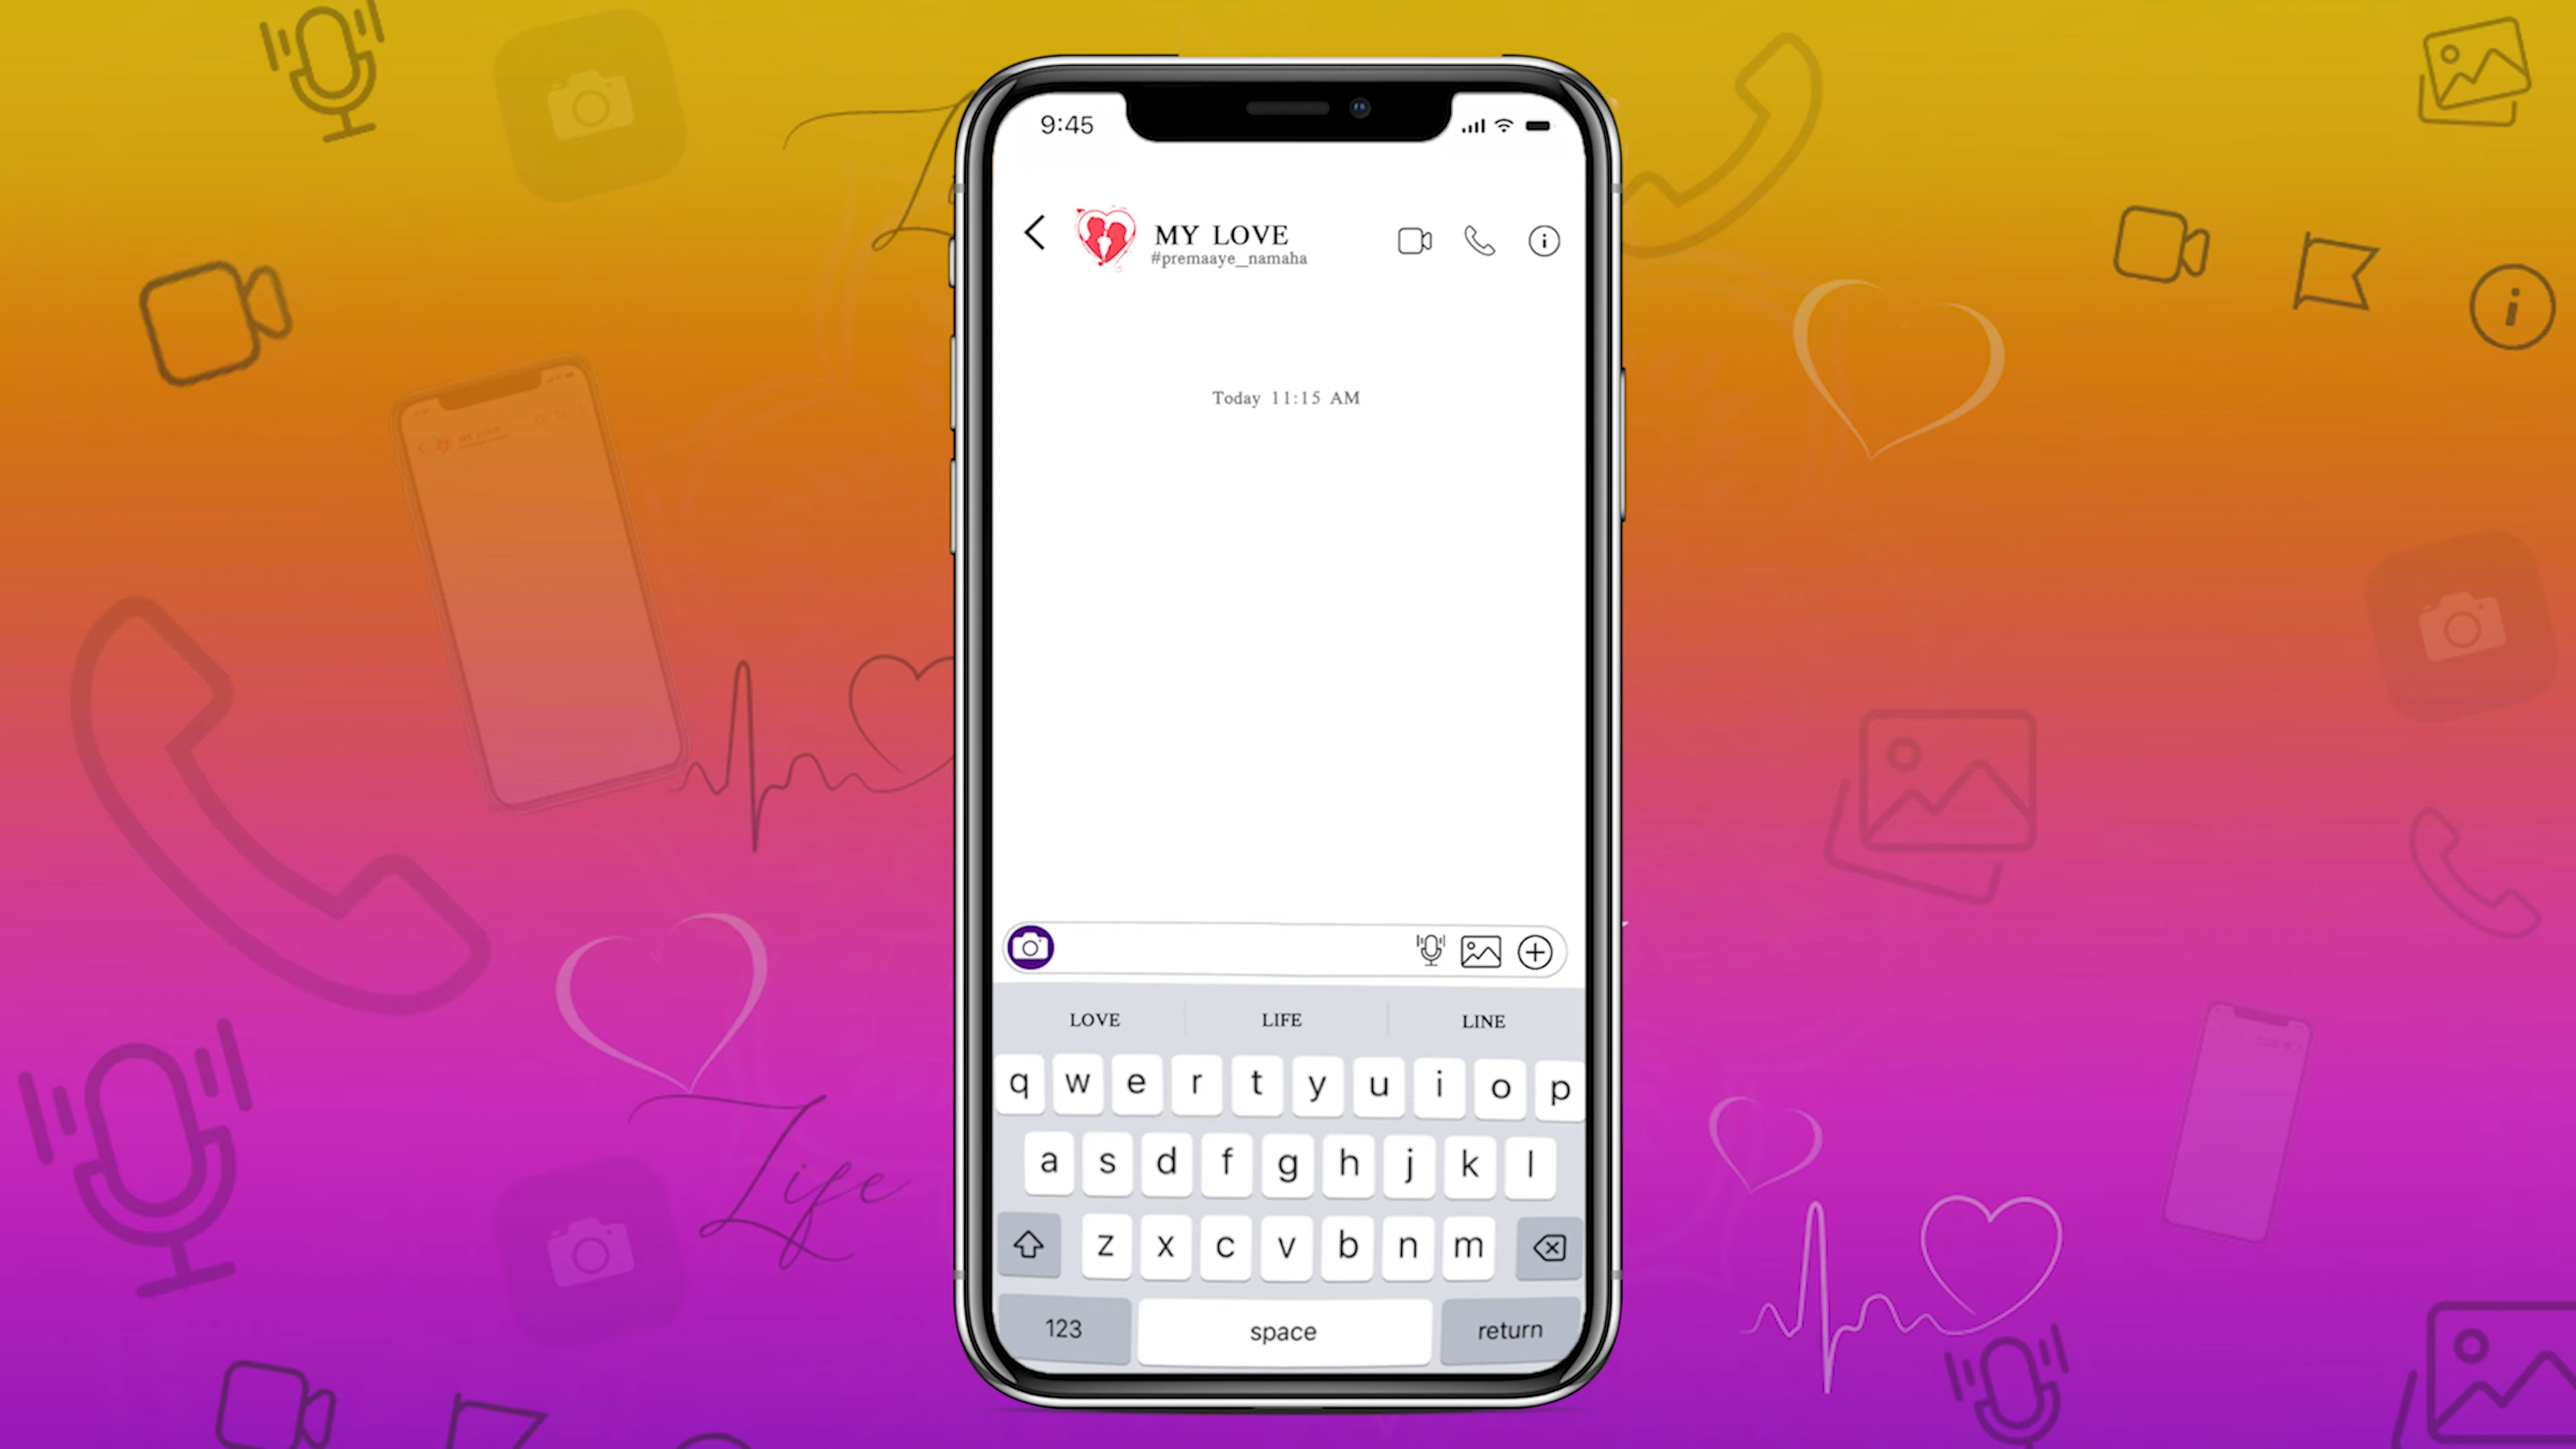 9:45
MY LOVE
#premaaye_namaha
Today 11:15 AM
LOVE LIFE LINE
q w e r t y u i o p
a s d f g h j k l
z x c v b n m
123 space return
Life